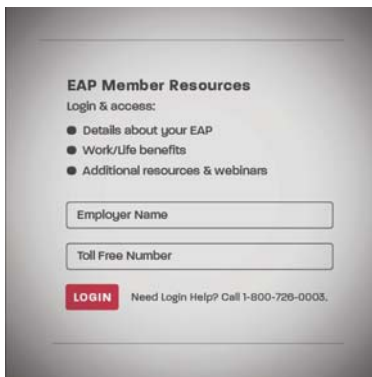 EAP Member Resources
Login & access:
Details about your EAP
Work/Life benefits
Additional resources & webinars
Employer Name
Toll Free Number
LOGIN Need Login Help? Call 1-800-726-0003.